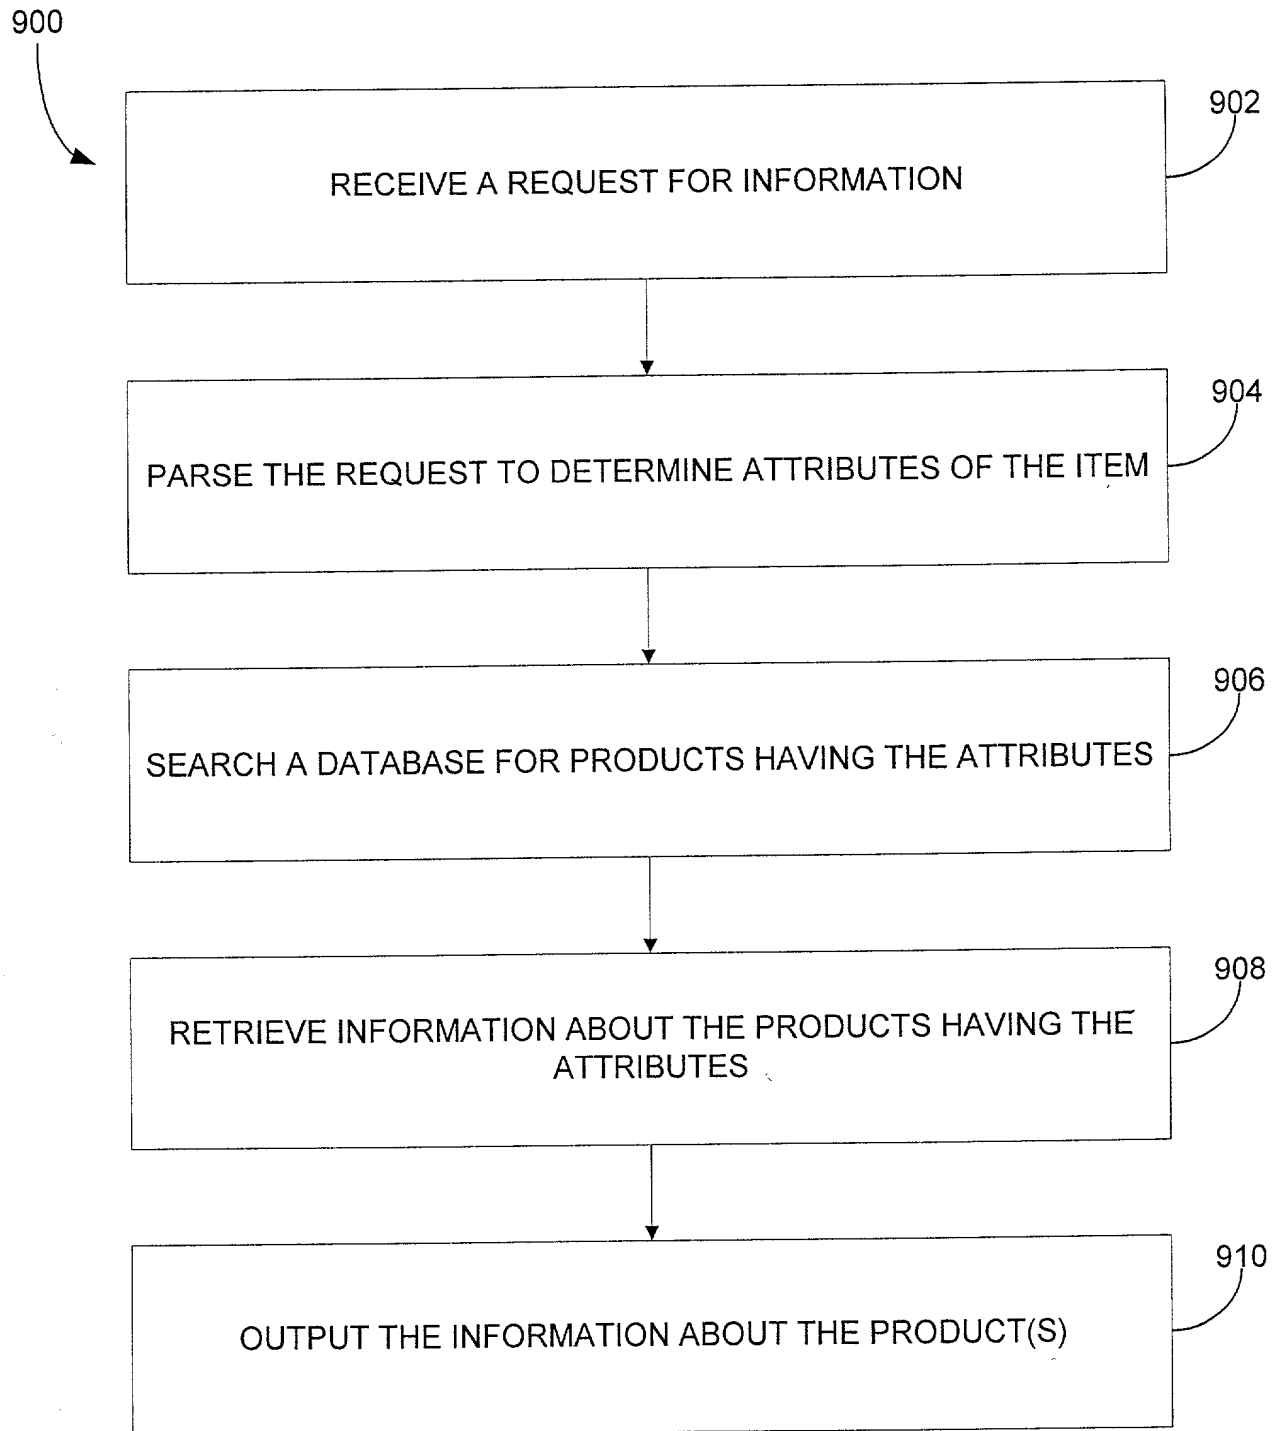 900
902
RECEIVE A REQUEST FOR INFORMATION
904
PARSE THE REQUEST TO DETERMINE ATTRIBUTES OF THE ITEM
906
SEARCH A DATABASE FOR PRODUCTS HAVING THE ATTRIBUTES
908
RETRIEVE INFORMATION ABOUT THE PRODUCTS HAVING THE
ATTRIBUTES
910
OUTPUT THE INFORMATION ABOUT THE PRODUCT(S)